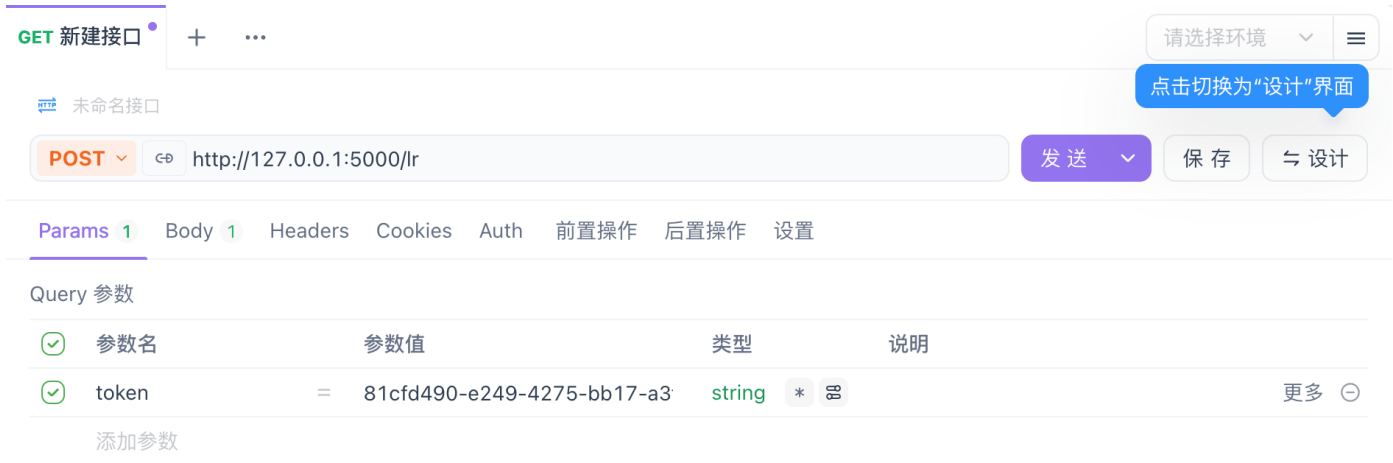 GET 新建接口
请选择环境
点击切换为“设计”界面
HTTP 未命名接口
POST http://127.0.0.1:5000/lr 发送 保存 设计
Params 1 Body 1 Headers Cookies Auth 前置操作 后置操作 设置
Query 参数
参数名 参数值 类型 说明
token = 81cfd490-e249-4275-bb17-a3 string * 更多
添加参数